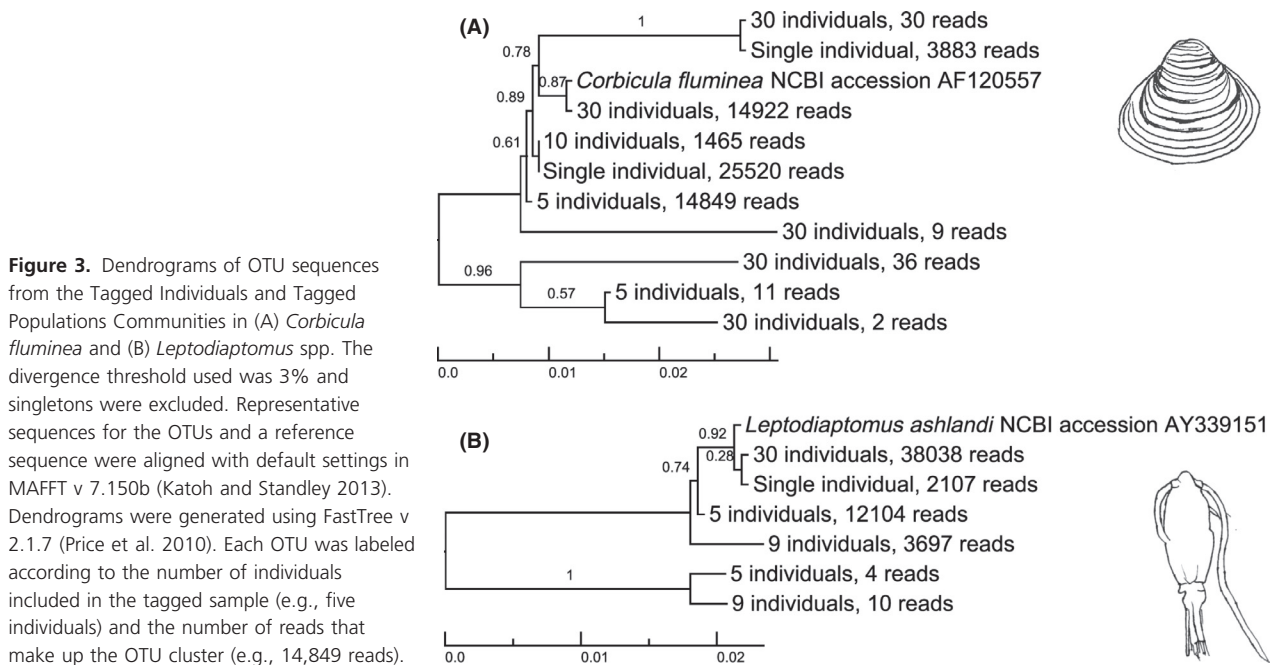 (A)
1
30 individuals, 30 reads
Single individual, 3883 reads
0.78
0.87
Corbicula fluminea NCBI accession AF120557
30 individuals, 14922 reads
0.89
10 individuals, 1465 reads
0.61
Single individual, 25520 reads
5 individuals, 14849 reads
30 individuals, 9 reads
0.96
30 individuals, 36 reads
0.57
5 individuals, 11 reads
30 individuals, 2 reads
0.0 0.01 0.02
Figure 3. Dendrograms of OTU sequences
from the Tagged Individuals and Tagged
Populations Communities in (A) Corbicula
fluminea and (B) Leptodiaptomus spp. The
divergence threshold used was 3% and
singletons were excluded. Representative
sequences for the OTUs and a reference
sequence were aligned with default settings in
MAFFT v 7.150b (Katoh and Standley 2013).
Dendrograms were generated using FastTree v
2.1.7 (Price et al. 2010). Each OTU was labeled
according to the number of individuals
included in the tagged sample (e.g., five
individuals) and the number of reads that
make up the OTU cluster (e.g., 14,849 reads).
(B)
Leptodiaptomus ashlandi NCBI accession AY339151
0.92
0.28
30 individuals, 38038 reads
0.74
Single individual, 2107 reads
5 individuals, 12104 reads
9 individuals, 3697 reads
1
5 individuals, 4 reads
9 individuals, 10 reads
0.0 0.01 0.02